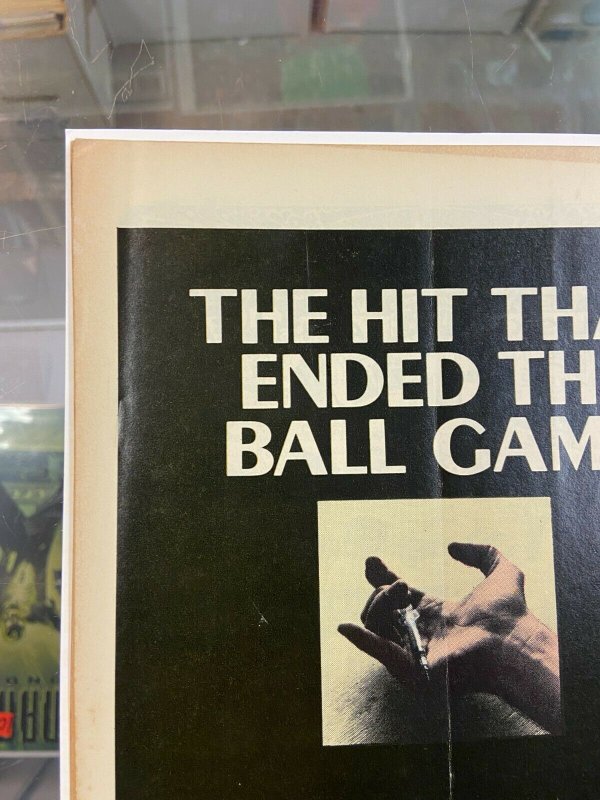 THE HIT THA
ENDED TH
BALL GAM